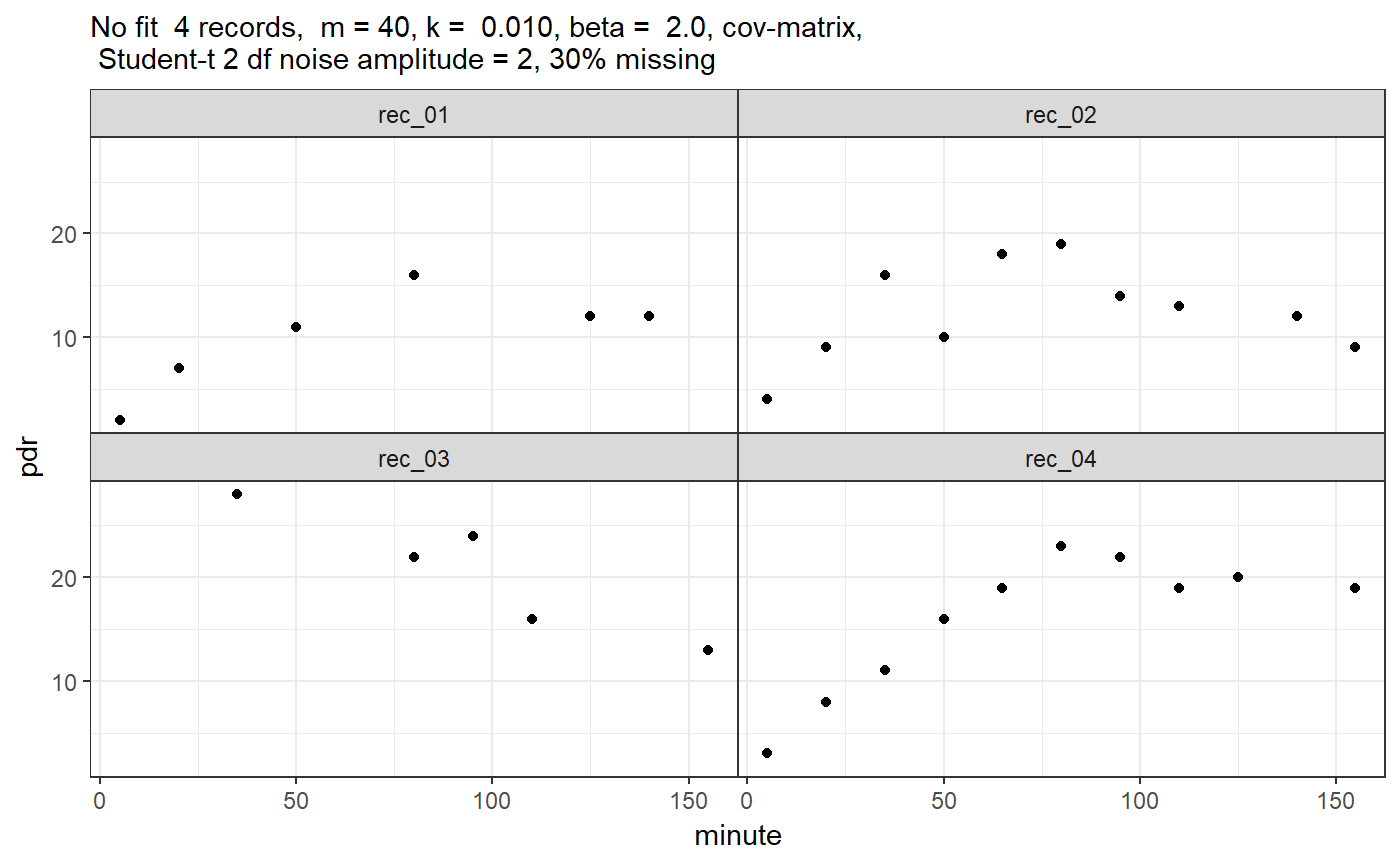 No fit  4 records,  m = 40, k =  0.010, beta =  2.0, cov-matrix,
Student-t 2 df noise amplitude = 2, 30% missing
rec_01 rec_02
20
10
pdr
rec_03 rec_04
20
10
0 50 100 150 0 50 100 150
minute